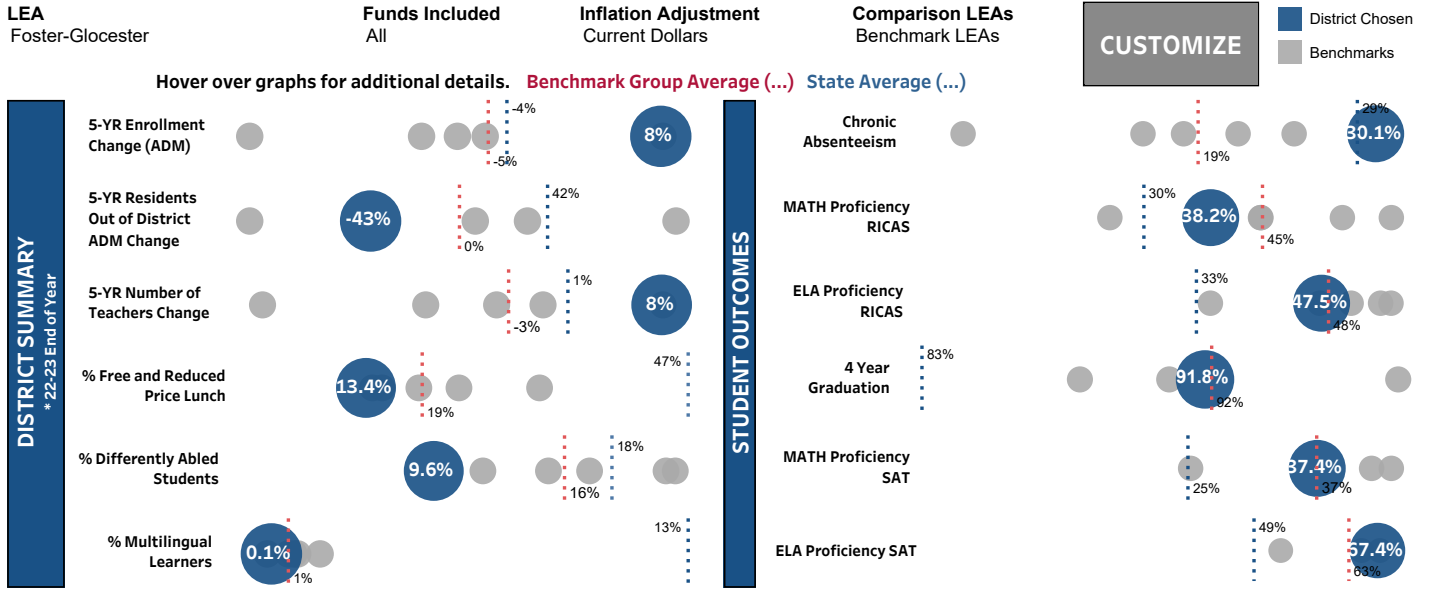 LEA
Foster-Glocester
Funds Included
All
Inflation Adjustment
Current Dollars
Comparison LEAs
Benchmark LEAs
CUSTOMIZE
District Chosen
Benchmarks
Hover over graphs for additional details. Benchmark Group Average (...) State Average (...)
DISTRICT SUMMARY
* 22-23 End of Year
5-YR Enrollment
Change (ADM)
-4%
8%
-5%
5-YR Residents
Out of District
ADM Change
42%
-43%
0%
5-YR Number of
Teachers Change
1%
8%
-3%
% Free and Reduced
Price Lunch
47%
13.4%
19%
% Differently Abled
Students
18%
9.6%
16%
% Multilingual
Learners
13%
0.1%
1%
STUDENT OUTCOMES
Chronic
Absenteeism
29%
30.1%
19%
MATH Proficiency
RICAS
30%
38.2%
45%
ELA Proficiency
RICAS
33%
47.5%
48%
4 Year
Graduation
83%
91.8%
92%
MATH Proficiency
SAT
37.4%
25%
37%
ELA Proficiency SAT
49%
67.4%
63%